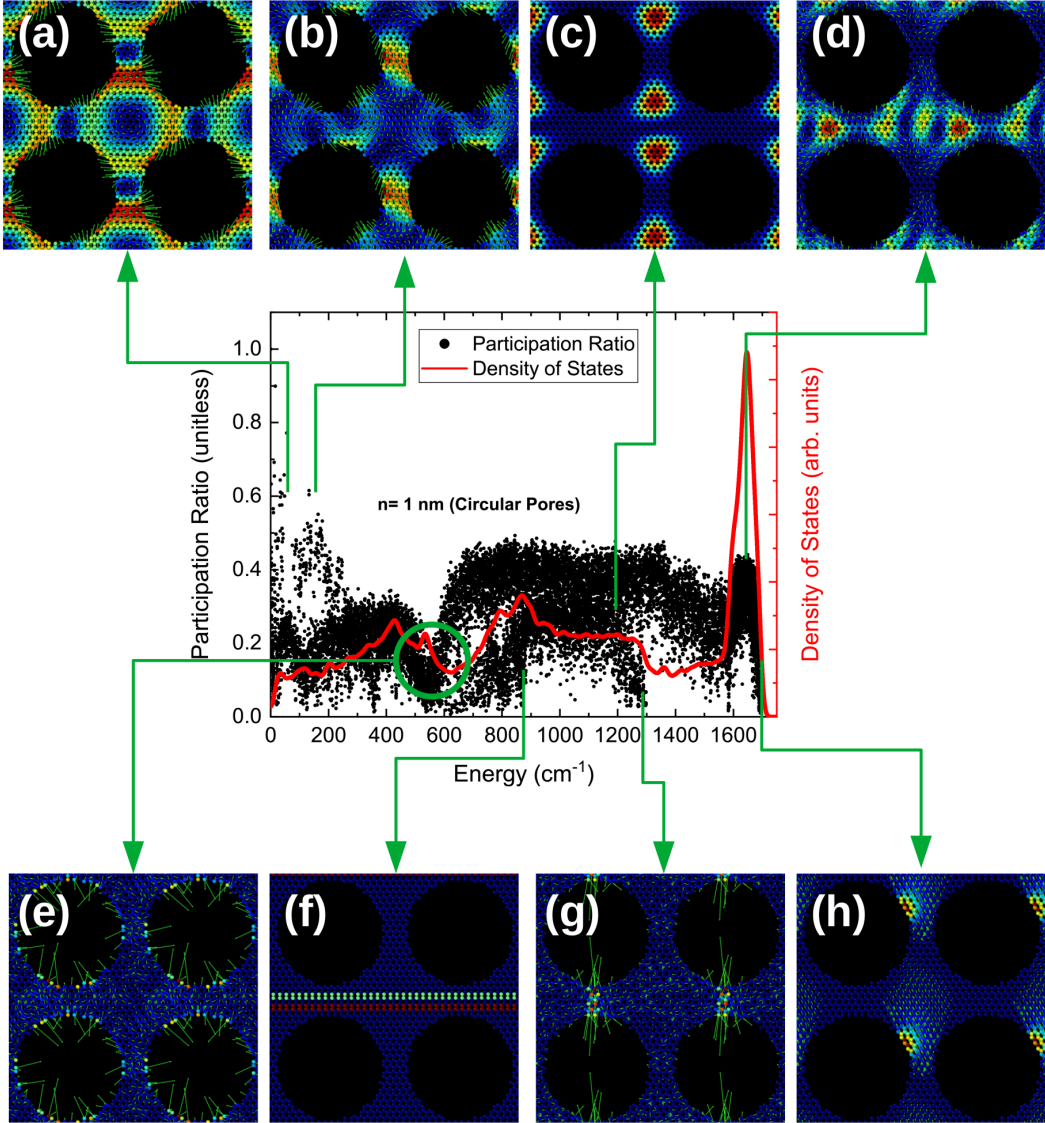 (a)
(b)
(c)
(d)
Participation Ratio
Density of States
n= 1 nm (Circular Pores)
Participation Ratio (unitless)
Density of States (arb. units)
1.0
0.8
0.6
0.4
0.2
0.0
0 200 400 600 800 1000 1200 1400 1600
Energy (cm-1)
(e)
(f)
(g)
(h)